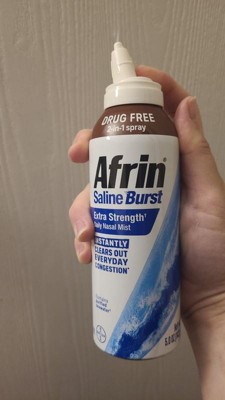 DRUG FREE
2-in-1 spray
Afrin®
Saline Burst
Extra Strength†
Daily Nasal Mist
INSTANTLY
CLEARS OUT
EVERYDAY
CONGESTION*
Purified